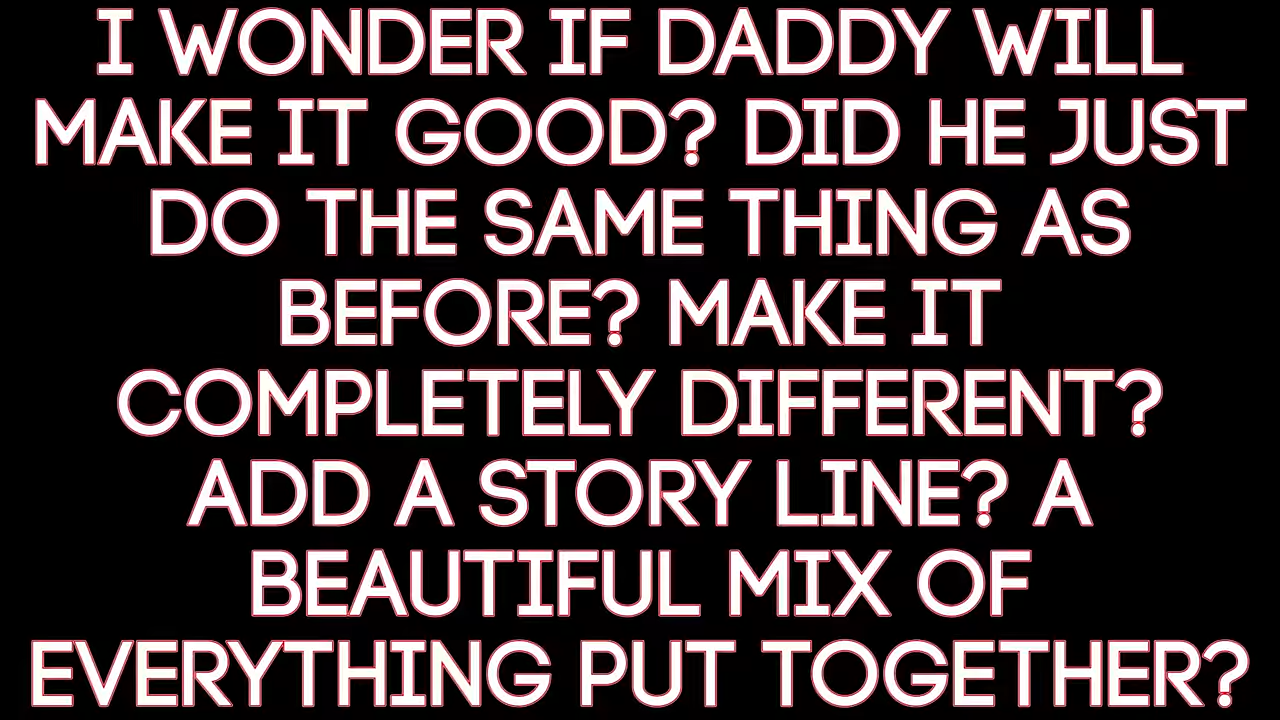 I WONDER IF DADDY WILL
MAKE IT GOOD? DID HE JUST
DO THE SAME THING AS
BEFORE? MAKE IT
COMPLETELY DIFFERENT?
ADD A STORY LINE? A
BEAUTIFUL MIX OF
EVERYTHING PUT TOGETHER?